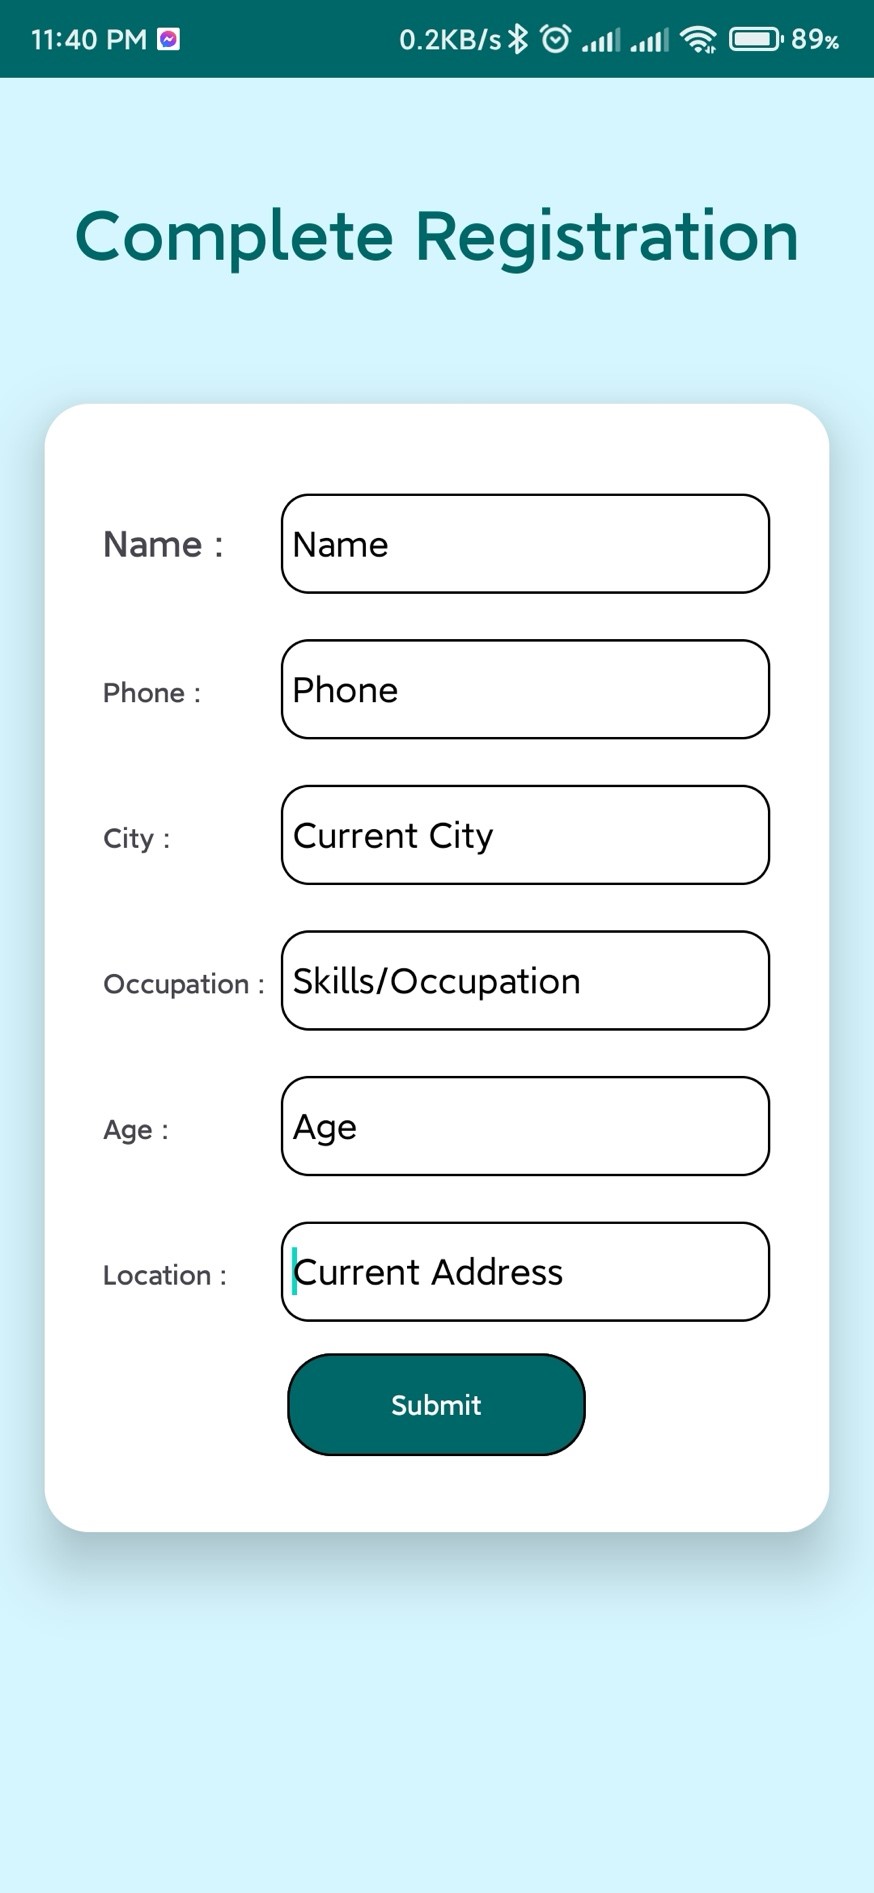 11:40 PM 0.2KB/s 89%
Complete Registration
Name : Name
Phone : Phone
City : Current City
Occupation : Skills/Occupation
Age : Age
Location : Current Address
Submit